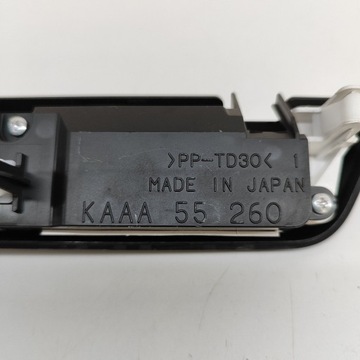 >PP-TD30< 1
MADE IN JAPAN
KAAA 55 260